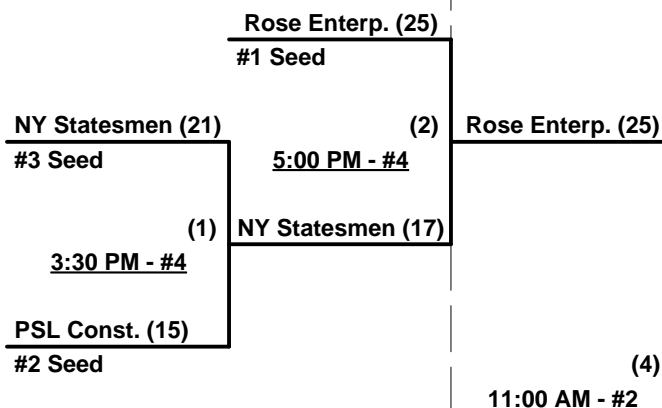 Rose Enterp. (25)
#1 Seed
NY Statesmen (21)
(2)
Rose Enterp. (25)
#3 Seed
5:00 PM - #4
(1)
NY Statesmen (17)
3:30 PM - #4
PSL Const. (15)
#2 Seed
(4)
11:00 AM - #2